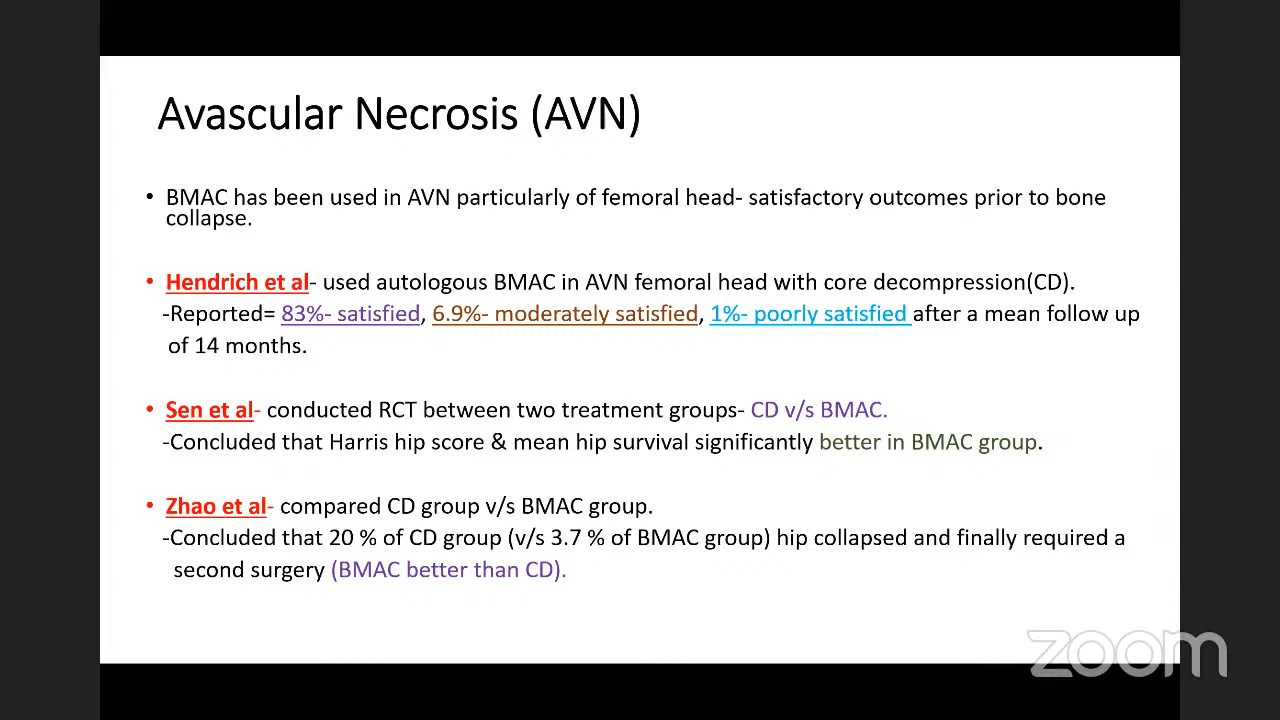 Avascular Necrosis (AVN)
• BMAC has been used in AVN particularly of femoral head- satisfactory outcomes prior to bone
collapse.
• Hendrich et al- used autologous BMAC in AVN femoral head with core decompression(CD).
-Reported= 83%- satisfied, 6.9%- moderately satisfied, 1%- poorly satisfied after a mean follow up
of 14 months.
• Sen et al- conducted RCT between two treatment groups- CD v/s BMAC.
-Concluded that Harris hip score & mean hip survival significantly better in BMAC group.
• Zhao et al- compared CD group v/s BMAC group.
-Concluded that 20 % of CD group (v/s 3.7 % of BMAC group) hip collapsed and finally required a
second surgery (BMAC better than CD).
zoom